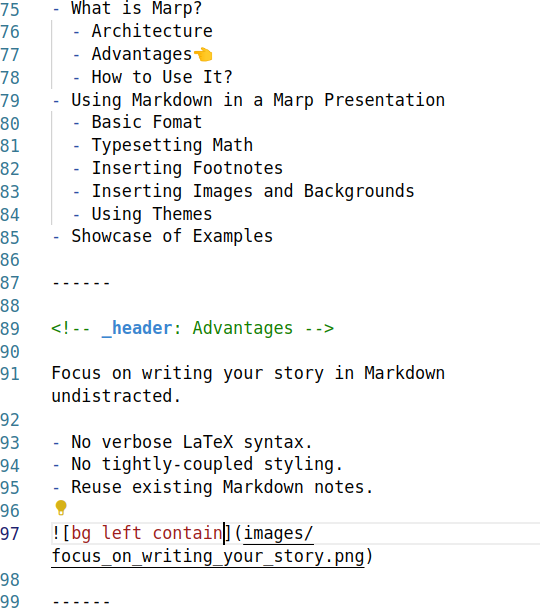 75 - What is Marp?
76 - Architecture
77 - Advantages👈
78 - How to Use It?
79 - Using Markdown in a Marp Presentation
80 - Basic Fomat
81 - Typesetting Math
82 - Inserting Footnotes
83 - Inserting Images and Backgrounds
84 - Using Themes
85 - Showcase of Examples
86
87 ------
88
89 <!-- _header: Advantages -->
90
91 Focus on writing your story in Markdown
undistracted.
92
93 - No verbose LaTeX syntax.
94 - No tightly-coupled styling.
95 - Reuse existing Markdown notes.
96
97 ![bg left contain](images/
focus_on_writing_your_story.png)
98
99 ------